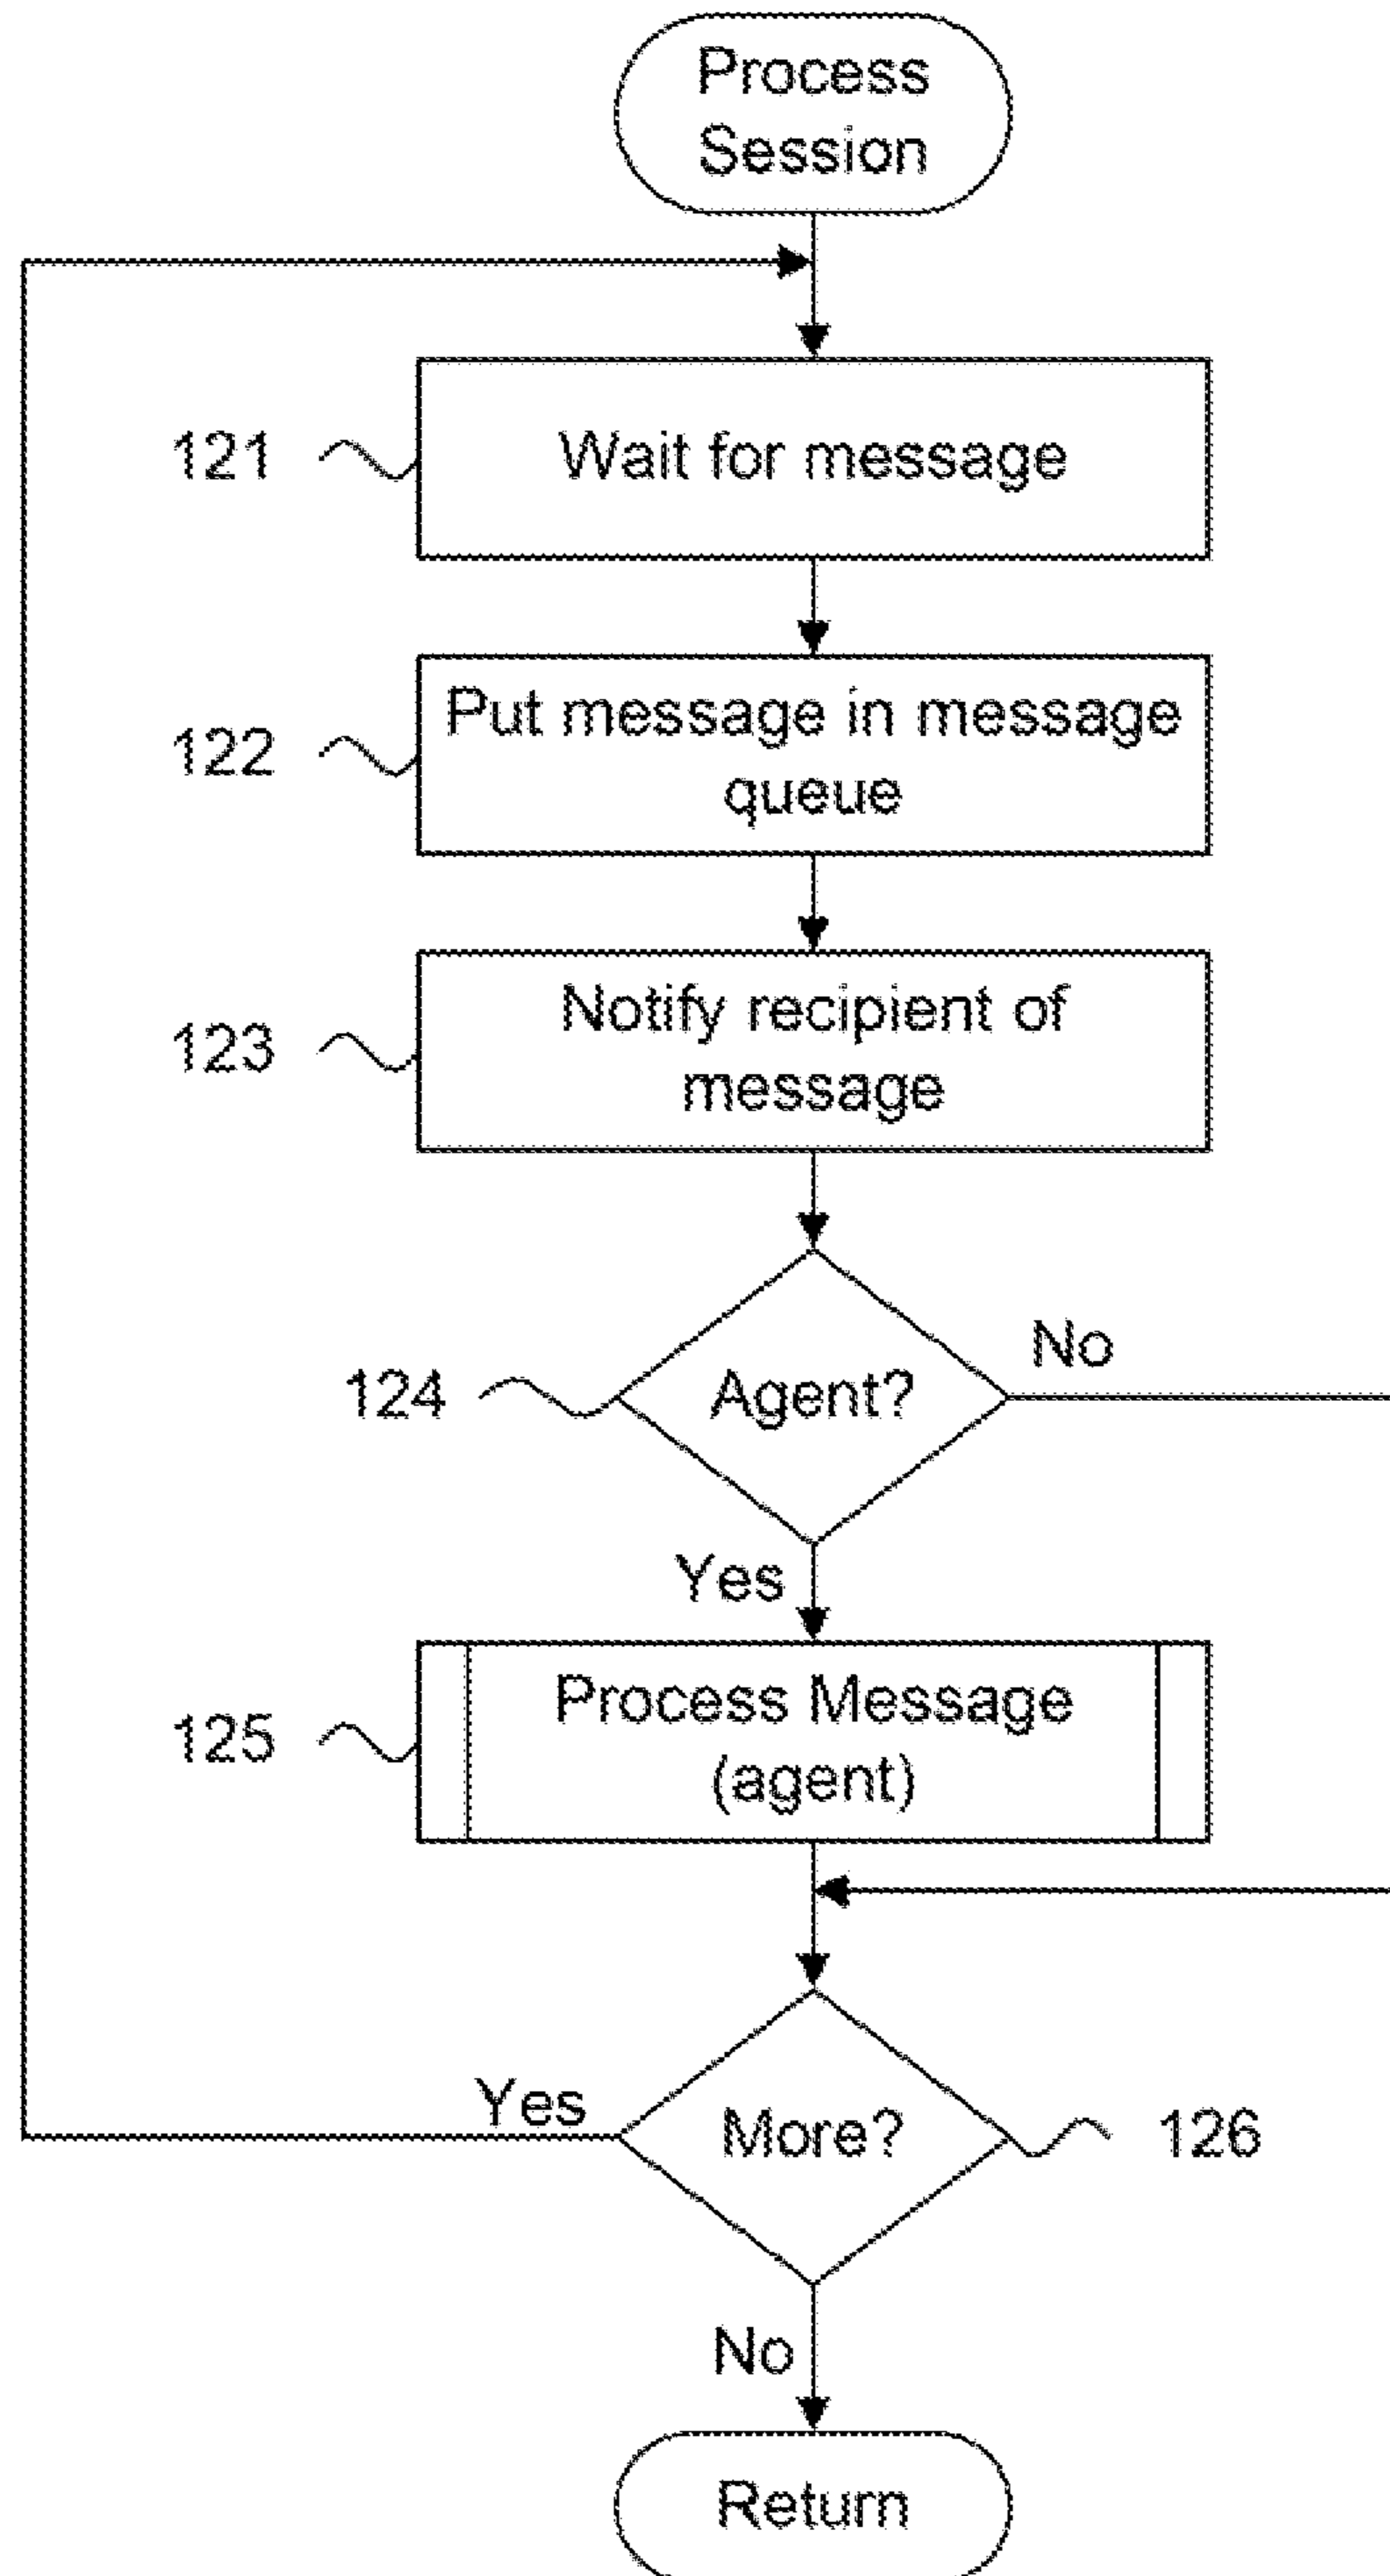 Process
Session
121
Wait for message
122
Put message in message
queue
123
Notify recipient of
message
124
Agent?
No
Yes
125
Process Message
(agent)
Yes
More?
126
No
Return